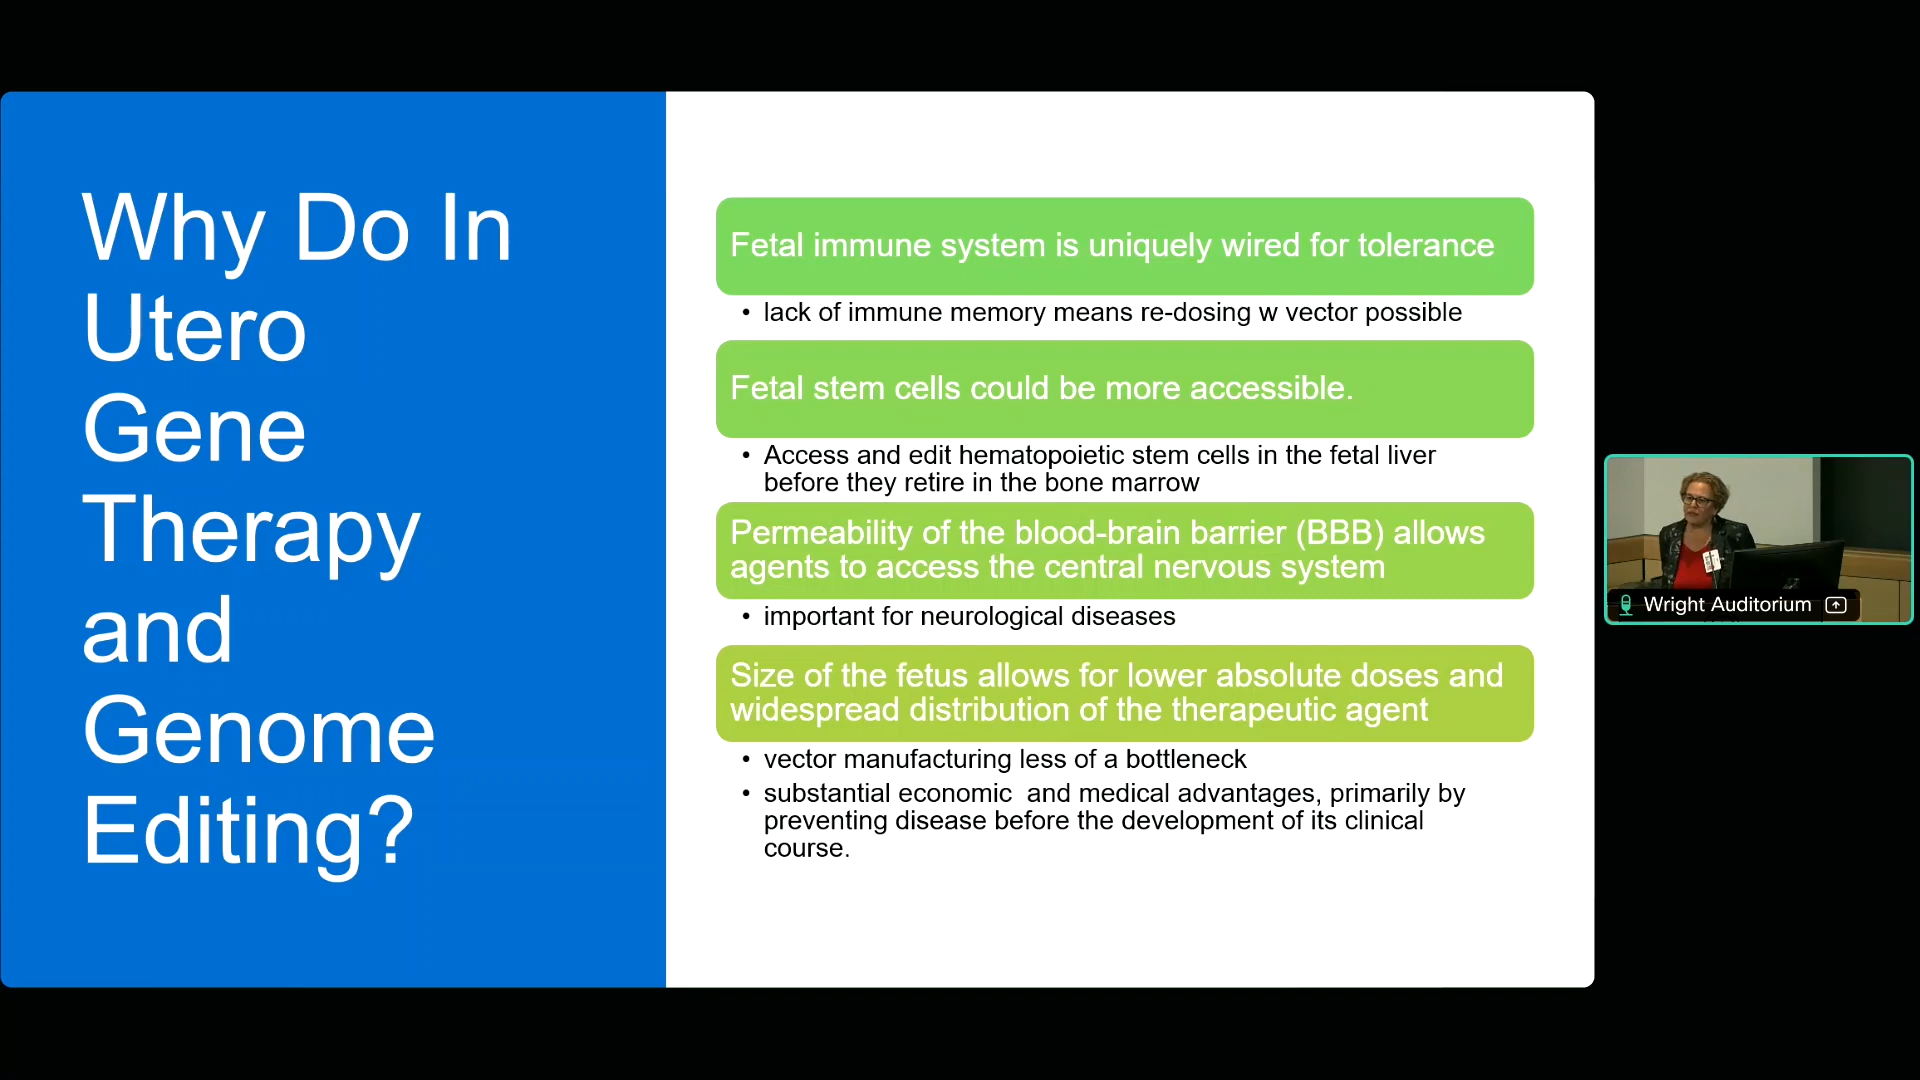 Why Do In
Utero
Gene
Therapy
and
Genome
Editing?
Fetal immune system is uniquely wired for tolerance
• lack of immune memory means re-dosing w vector possible
Fetal stem cells could be more accessible.
• Access and edit hematopoietic stem cells in the fetal liver
before they retire in the bone marrow
Permeability of the blood-brain barrier (BBB) allows
agents to access the central nervous system
• important for neurological diseases
Size of the fetus allows for lower absolute doses and
widespread distribution of the therapeutic agent
• vector manufacturing less of a bottleneck
• substantial economic  and medical advantages, primarily by
preventing disease before the development of its clinical
course.
Wright Auditorium